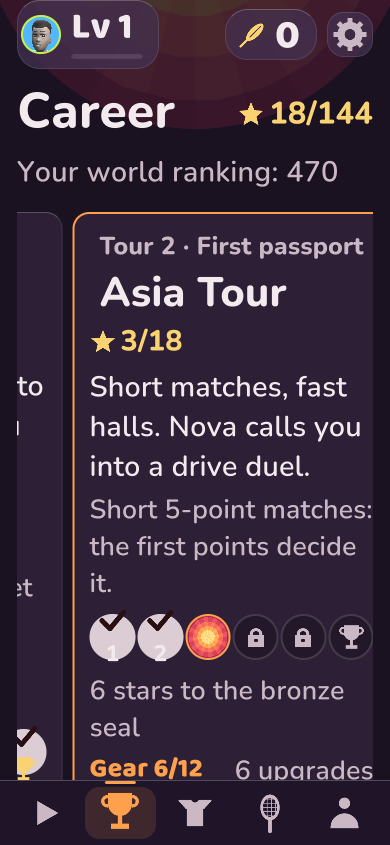 Lv 1
0
Career
18/144
Your world ranking: 470
Tour 2 · First passport
Asia Tour
3/18
to
Short matches, fast
halls. Nova calls you
into a drive duel.
Short 5-point matches:
the first points decide
it.
et
1
2
6 stars to the bronze
seal
Gear 6/12
6 upgrades